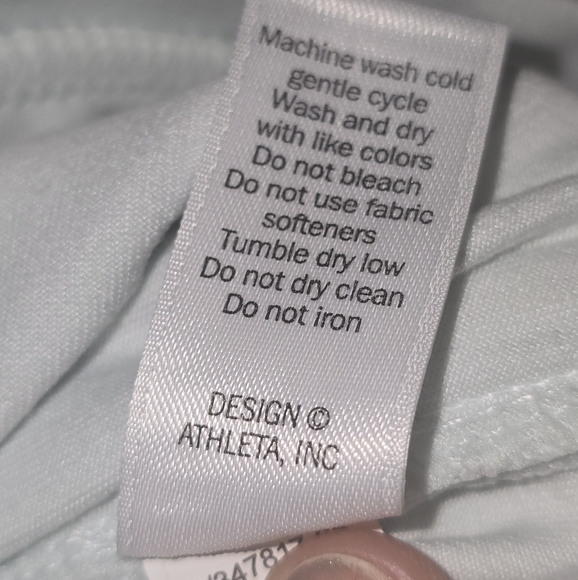 Machine wash cold
gentle cycle
Wash and dry
with like colors
Do not bleach
Do not use fabric
softeners
Tumble dry low
Do not dry clean
Do not iron
DESIGN ©
ATHLETA, INC